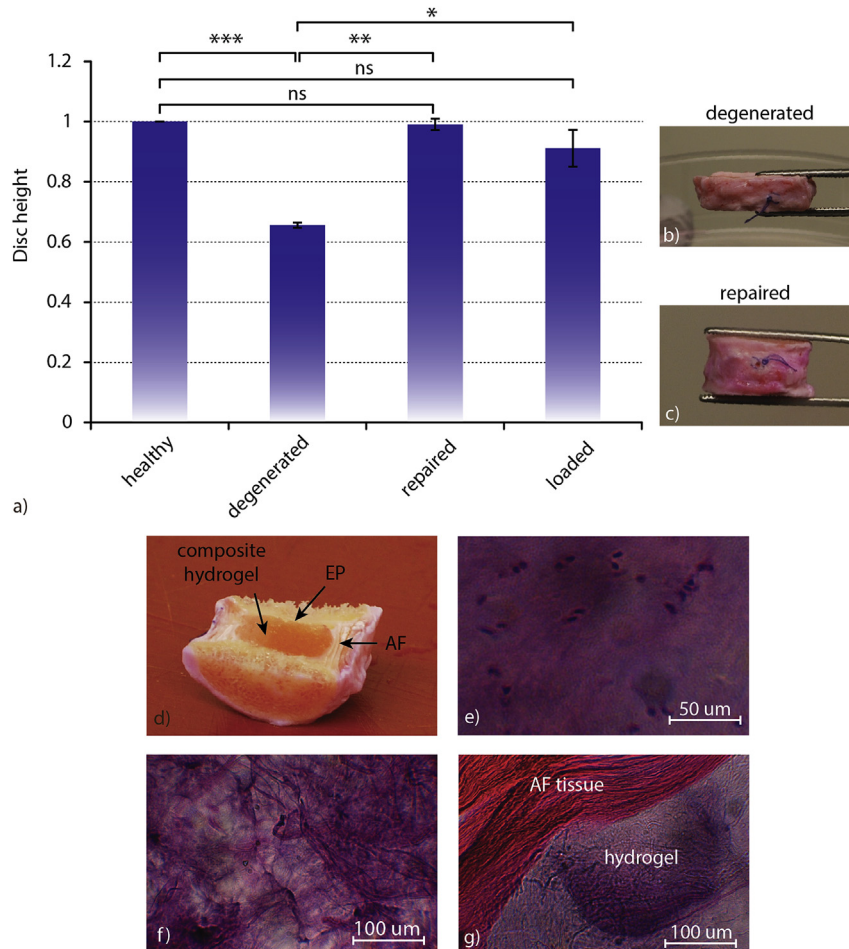 *
*** **
ns
ns
1.2
1
0.8
0.6
0.4
0.2
0
Disc height
healthy
degenerated
repaired
loaded
a)
degenerated
b)
repaired
c)
composite
hydrogel
EP
AF
d)
e)
50 um
f)
100 um
AF tissue
hydrogel
g)
100 um